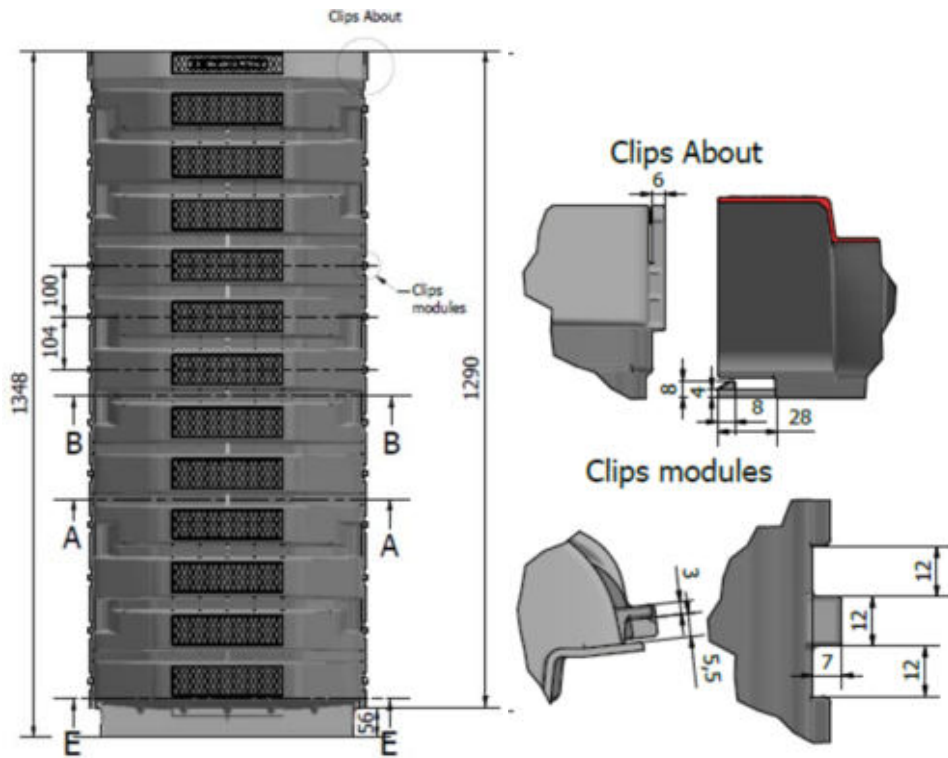 Clips About
1348
1290
100
104
Clips
modules
B
B
A
A
E
E
56
Clips About
6
8
4
8
28
Clips modules
3
5,5
12
12
12
7